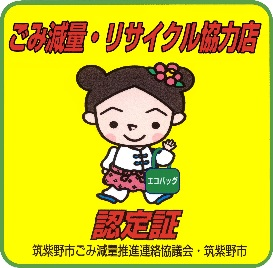 ごみ減量・リサイクル協力店
エコバッグ
認定証
筑紫野市ごみ減量推進連絡協議会・筑紫野市